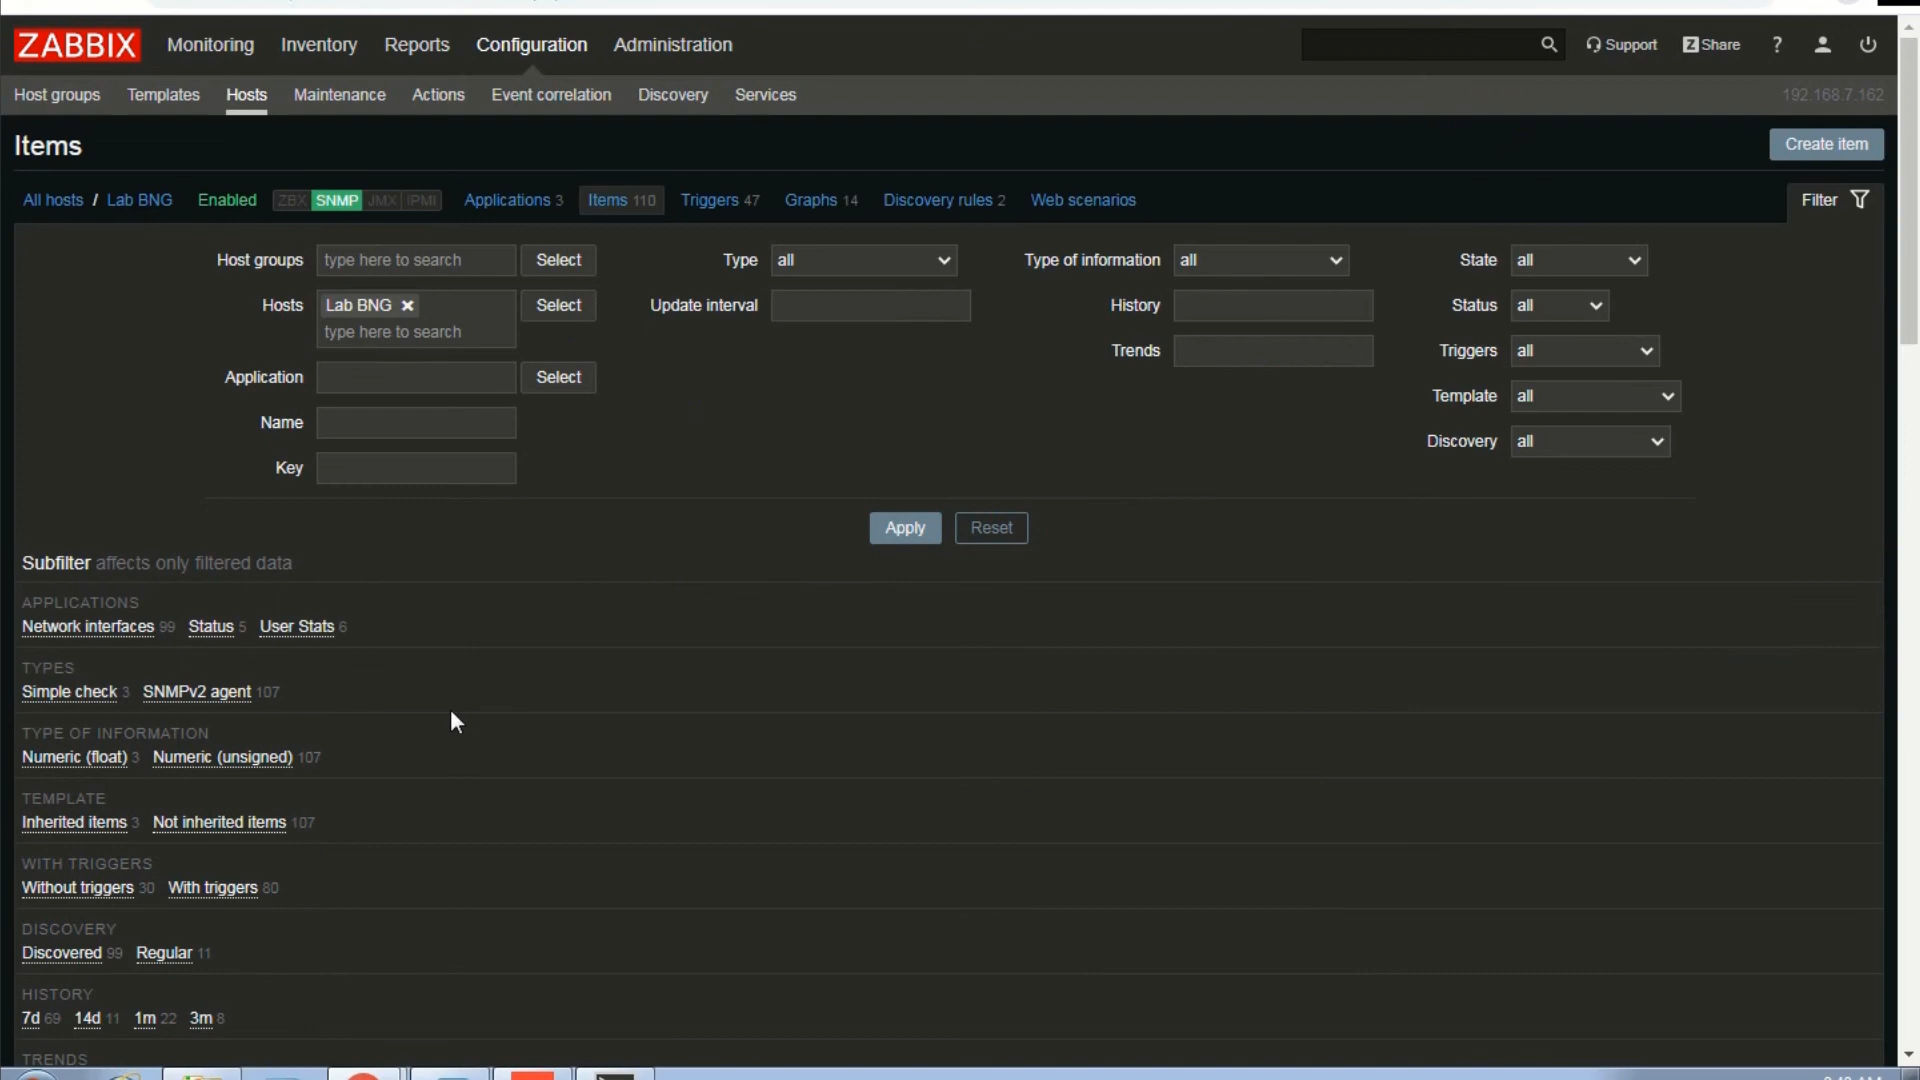 ZABBIX Monitoring Inventory Reports Configuration Administration Support Z Share ?
Host groups Templates Hosts Maintenance Actions Event correlation Discovery Services 192.168.7.162
Items Create item
All hosts / Lab BNG Enabled ZBX SNMP JMX IPMI Applications 3 Items 110 Triggers 47 Graphs 14 Discovery rules 2 Web scenarios Filter
Host groups type here to search Select Type all Type of information all State all
Hosts Lab BNG × Select Update interval History Status all
type here to search
Trends Triggers all
Application Select
Template all
Name
Discovery all
Key
Apply Reset
Subfilter affects only filtered data
APPLICATIONS
Network interfaces 99 Status 5 User Stats 6
TYPES
Simple check 3 SNMPv2 agent 107
TYPE OF INFORMATION
Numeric (float) 3 Numeric (unsigned) 107
TEMPLATE
Inherited items 3 Not inherited items 107
WITH TRIGGERS
Without triggers 30 With triggers 80
DISCOVERY
Discovered 99 Regular 11
HISTORY
7d 69 14d 11 1m 22 3m 8
TRENDS